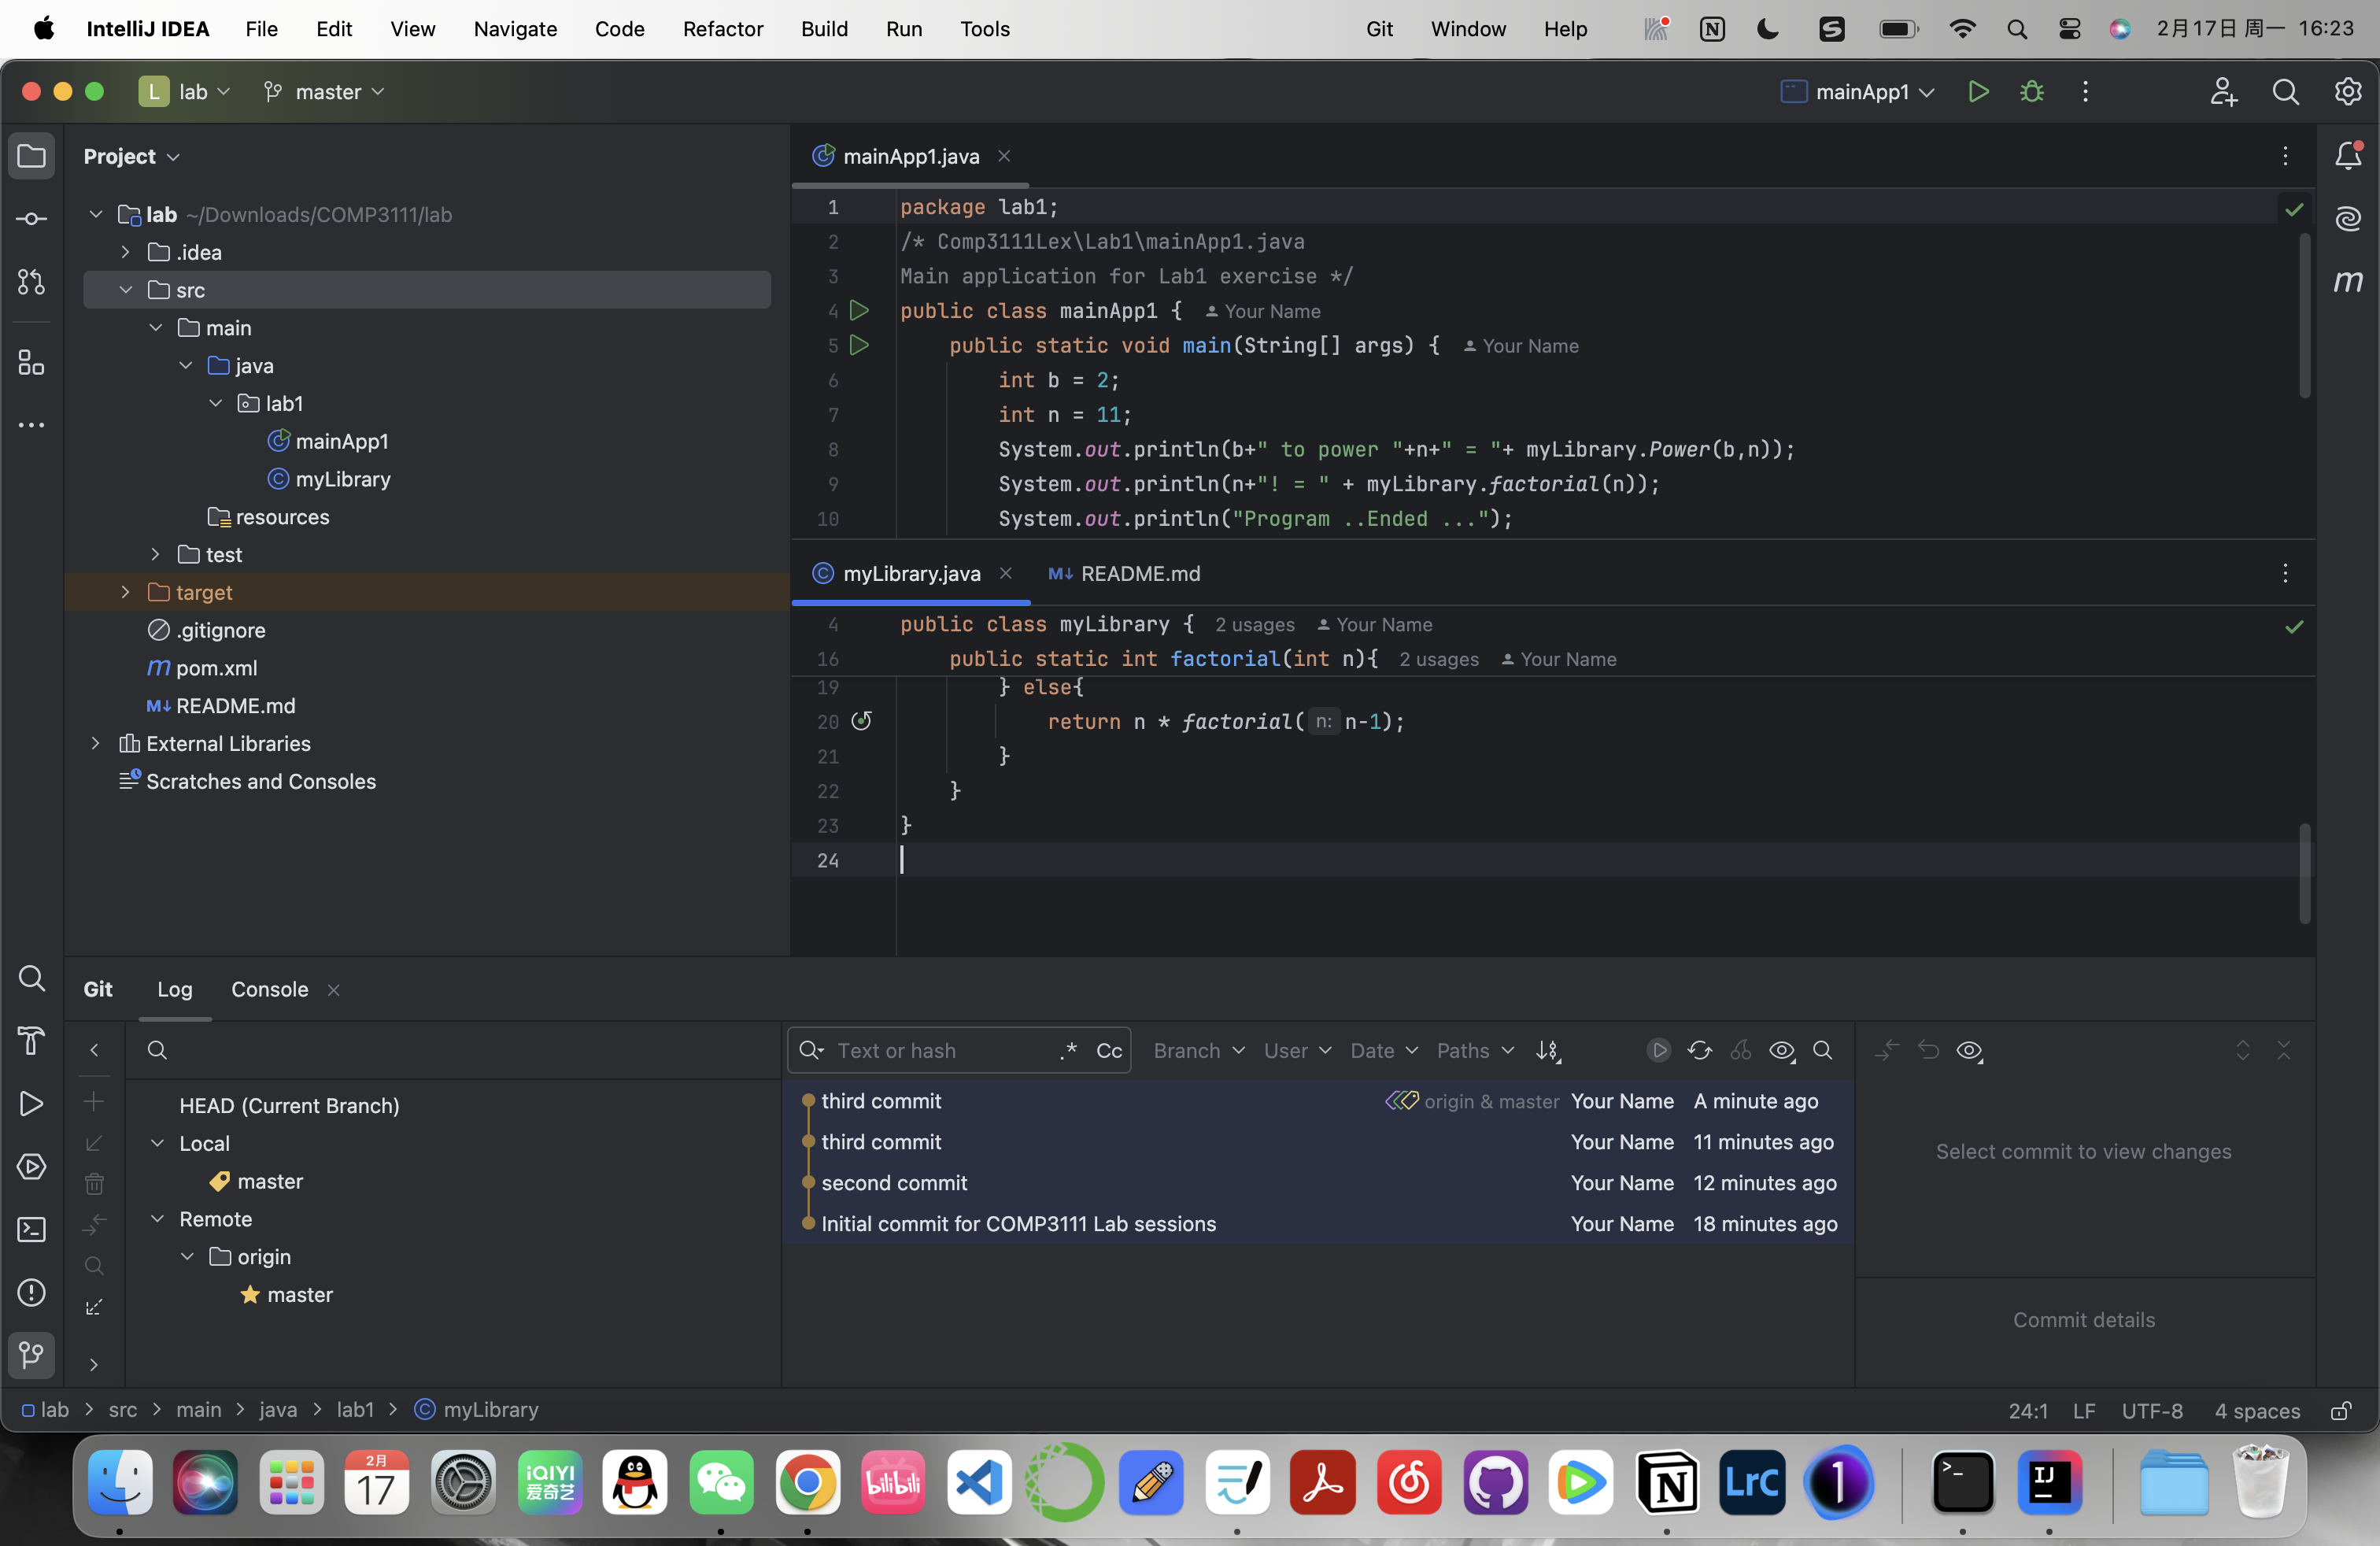 IntelliJ IDEA File Edit View Navigate Code Refactor Build Run Tools Git Window Help 2月17日 周一 16:23
L lab master mainApp1
Project
lab ~/Downloads/COMP3111/lab
.idea
src
main
java
lab1
mainApp1
myLibrary
resources
test
target
.gitignore
m pom.xml
M↓ README.md
External Libraries
Scratches and Consoles
mainApp1.java
1 package lab1;
2 /* Comp3111Lex\Lab1\mainApp1.java
3 Main application for Lab1 exercise */
4 public class mainApp1 { Your Name
5 public static void main(String[] args) { Your Name
6 int b = 2;
7 int n = 11;
8 System.out.println(b+" to power "+n+" = "+ myLibrary.Power(b,n));
9 System.out.println(n+"! = " + myLibrary.factorial(n));
10 System.out.println("Program ..Ended ...");
myLibrary.java M↓ README.md
4 public class myLibrary { 2 usages Your Name
16 public static int factorial(int n){ 2 usages Your Name
19 } else{
20 return n * factorial( n: n-1);
21 }
22 }
23 }
24
m
Git Log Console
HEAD (Current Branch)
Local
master
Remote
origin
master
Text or hash .* Cc Branch User Date Paths
third commit origin & master Your Name A minute ago
third commit Your Name 11 minutes ago
second commit Your Name 12 minutes ago
Initial commit for COMP3111 Lab sessions Your Name 18 minutes ago
Select commit to view changes
Commit details
lab > src > main > java > lab1 > myLibrary 24:1 LF UTF-8 4 spaces
2月
17
iQIYI
爱奇艺
bilibili
LrC
1
>_
IJ